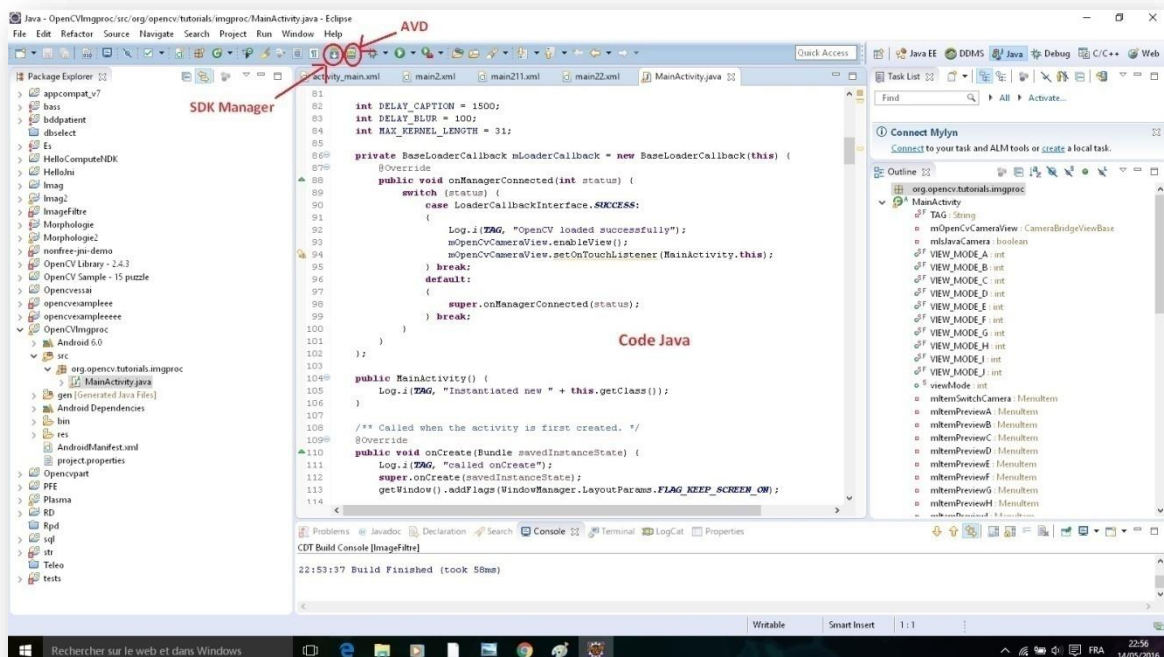 Java - OpenCVImgproc/src/org/opencv/tutorials/imgproc/MainActivity.java - Eclipse
AVD
File Edit Refactor Source Navigate Search Project Run Window Help
Quick Access
Java EE DDMS Java Debug C/C++ Web
Package Explorer
SDK Manager
appcompat_v7
bass
bddpatient
dbselect
Es
HelloComputeNDK
HelloJni
Imag
Imag2
ImageFiltre
Morphologie
Morphologie2
nonfree-jni-demo
OpenCV Library - 2.4.3
OpenCV Sample - 15 puzzle
Opencvessai
opencvexampleee
opencvexampleeeee
OpenCVImgproc
Android 6.0
src
org.opencv.tutorials.imgproc
MainActivity.java
gen [Generated Java Files]
Android Dependencies
bin
res
AndroidManifest.xml
project.properties
Opencvpart
PFE
Plasma
RD
Rpd
sql
str
Teleo
tests
activity_main.xml main2.xml main211.xml main22.xml MainActivity.java
81
82 int DELAY_CAPTION = 1500;
83 int DELAY_BLUR = 100;
84 int MAX_KERNEL_LENGTH = 31;
85
86 private BaseLoaderCallback mLoaderCallback = new BaseLoaderCallback(this) {
87 @Override
88 public void onManagerConnected(int status) {
89 switch (status) {
90 case LoaderCallbackInterface.SUCCESS:
91 {
92 Log.i(TAG, "OpenCV loaded successfully");
93 mOpenCvCameraView.enableView();
94 mOpenCvCameraView.setOnTouchListener(MainActivity.this);
95 } break;
96 default:
97 {
98 super.onManagerConnected(status);
99 } break;
100 }
101 }
102 };
103
104 public MainActivity() {
105 Log.i(TAG, "Instantiated new " + this.getClass());
106 }
107
108 /** Called when the activity is first created. */
109 @Override
110 public void onCreate(Bundle savedInstanceState) {
111 Log.i(TAG, "called onCreate");
112 super.onCreate(savedInstanceState);
113 getWindow().addFlags(WindowManager.LayoutParams.FLAG_KEEP_SCREEN_ON);
114
Code Java
Task List
Find All Activate...
Connect Mylyn
Connect to your task and ALM tools or create a local task.
Outline
org.opencv.tutorials.imgproc
MainActivity
TAG : String
mOpenCvCameraView : CameraBridgeViewBase
mIsJavaCamera : boolean
VIEW_MODE_A : int
VIEW_MODE_B : int
VIEW_MODE_C : int
VIEW_MODE_D : int
VIEW_MODE_E : int
VIEW_MODE_F : int
VIEW_MODE_G : int
VIEW_MODE_H : int
VIEW_MODE_I : int
VIEW_MODE_J : int
viewMode : int
mItemSwitchCamera : MenuItem
mItemPreviewA : MenuItem
mItemPreviewB : MenuItem
mItemPreviewC : MenuItem
mItemPreviewD : MenuItem
mItemPreviewE : MenuItem
mItemPreviewF : MenuItem
mItemPreviewG : MenuItem
mItemPreviewH : MenuItem
Problems Javadoc Declaration Search Console Terminal LogCat Properties
CDT Build Console [ImageFiltre]
22:53:37 Build Finished (took 58ms)
Writable Smart Insert 1 : 1
Rechercher sur le web et dans Windows
FRA
22:56
14/05/2016